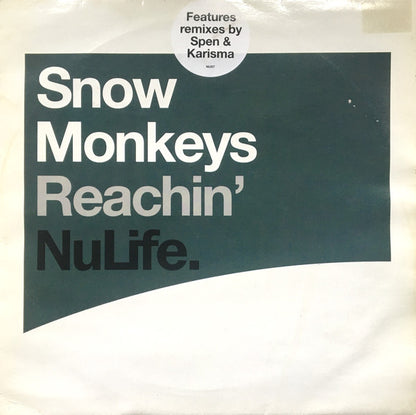 Features
remixes by
Spen &
Karisma
Snow
Monkeys
Reachin’
NuLife.